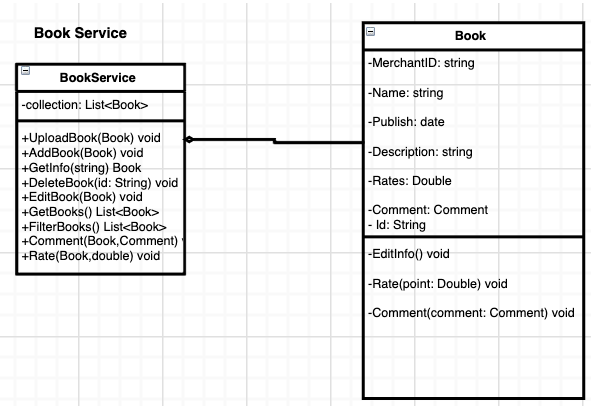 Book Service
BookService
-collection: List<Book>
+UploadBook(Book) void
+AddBook(Book) void
+GetInfo(string) Book
+DeleteBook(id: String) void
+EditBook(Book) void
+GetBooks() List<Book>
+FilterBooks() List<Book>
+Comment(Book,Comment)
+Rate(Book,double) void
Book
-MerchantID: string
-Name: string
-Publish: date
-Description: string
-Rates: Double
-Comment: Comment
- Id: String
-EditInfo() void
-Rate(point: Double) void
-Comment(comment: Comment) void